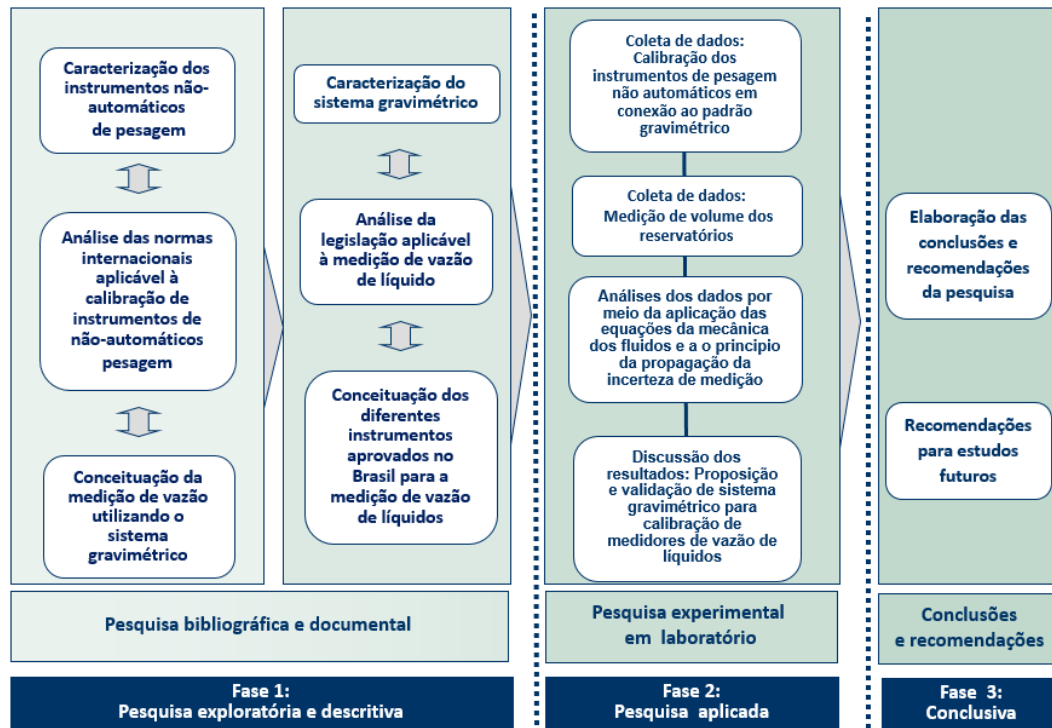 Caracterização dos
instrumentos não-
automáticos
de pesagem
Análise das normas
internacionais
aplicável à
calibração de
instrumentos de
não-automáticos
pesagem
Conceituação da
medição de vazão
utilizando o
sistema
gravimétrico
Caracterização do
sistema gravimétrico
Análise da
legislação aplicável
à medição de vazão
de líquido
Conceituação dos
diferentes
instrumentos
aprovados no
Brasil para a
medição de vazão
de líquidos
Pesquisa bibliográfica e documental
Fase 1:
Pesquisa exploratória e descritiva
Coleta de dados:
Calibração dos
instrumentos de pesagem
não automáticos em
conexão ao padrão
gravimétrico
Coleta de dados:
Medição de volume dos
reservatórios
Análises dos dados por
meio da aplicação das
equações da mecânica
dos fluidos e a o principio
da propagação da
incerteza de medição
Discussão dos
resultados: Proposição
e validação de sistema
gravimétrico para
calibração de
medidores de vazão de
líquidos
Pesquisa experimental
em laboratório
Fase 2:
Pesquisa aplicada
Elaboração das
conclusões e
recomendações
da pesquisa
Recomendações
para estudos
futuros
Conclusões
e recomendações
Fase 3:
Conclusiva